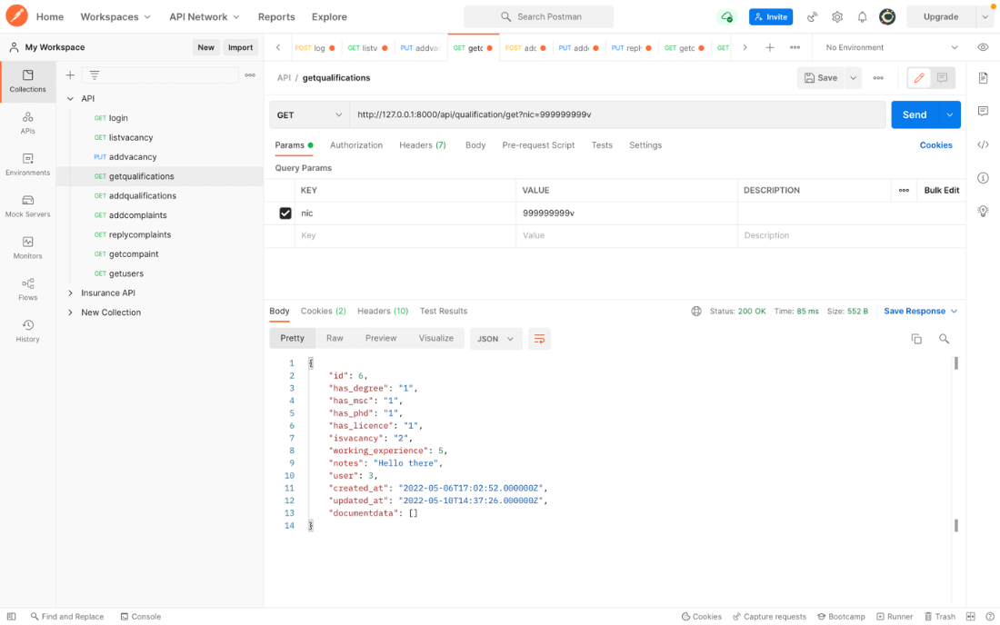 Home Workspaces API Network Reports Explore Search Postman Invite Upgrade
My Workspace New Import POST log GET listv PUT addva GET getc POST adc PUT adde PUT reply GET getc GET No Environment
Collections
APIs
Environments
Mock Servers
Monitors
Flows
History
API
GET login
GET listvacancy
PUT addvacancy
GET getqualifications
GET addqualifications
GET addcomplaints
GET replycomplaints
GET getcompaint
GET getusers
Insurance API
New Collection
API / getqualifications Save
GET http://127.0.0.1:8000/api/qualification/get?nic=999999999v Send
Params Authorization Headers (7) Body Pre-request Script Tests Settings Cookies
Query Params
KEY VALUE DESCRIPTION Bulk Edit
nic 999999999v
Key Value Description
Body Cookies (2) Headers (10) Test Results Status: 200 OK Time: 85 ms Size: 552 B Save Response
Pretty Raw Preview Visualize JSON
1 {
2 "id": 6,
3 "has_degree": "1",
4 "has_msc": "1",
5 "has_phd": "1",
6 "has_licence": "1",
7 "isvacancy": "2",
8 "working_experience": 5,
9 "notes": "Hello there",
10 "user": 3,
11 "created_at": "2022-05-06T17:02:52.000000Z",
12 "updated_at": "2022-05-10T14:37:26.000000Z",
13 "documentdata": []
14 }
Find and Replace Console Cookies Capture requests Bootcamp Runner Trash